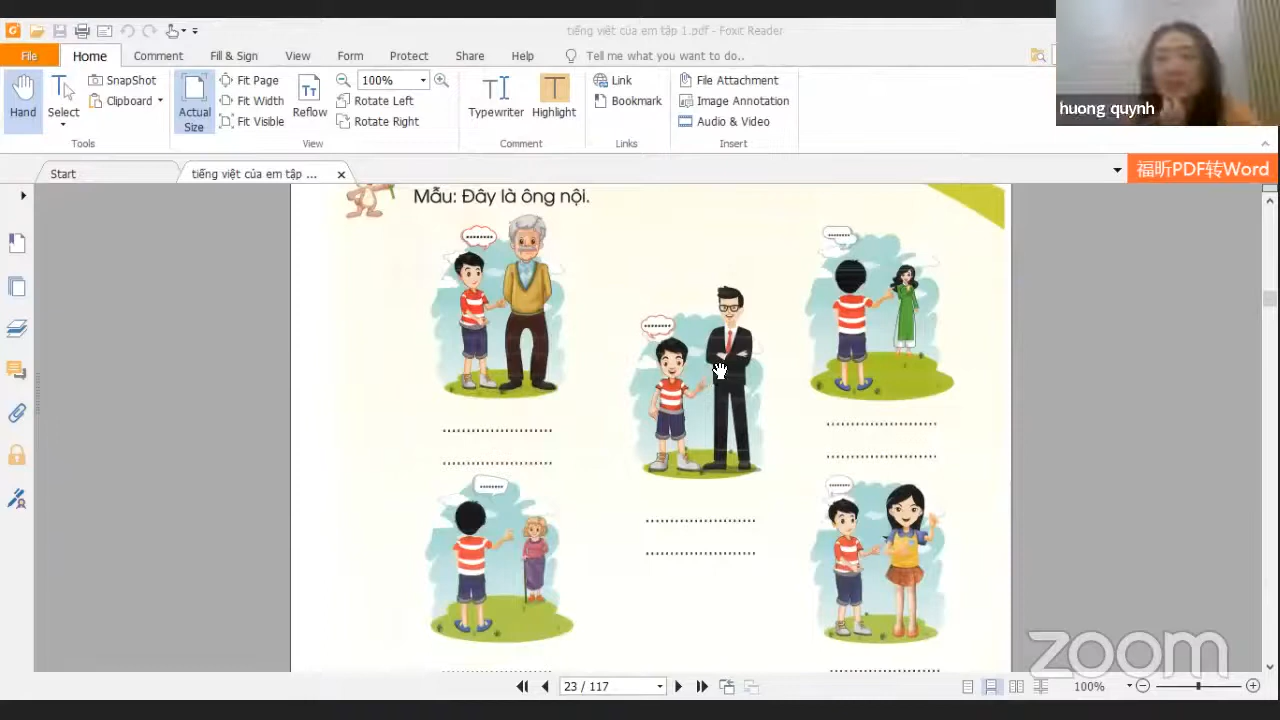 tiếng việt của em tập 1.pdf - Foxit Reader
File Home Comment Fill & Sign View Form Protect Share Help Tell me what you want to do..
Hand
Select
SnapShot
Clipboard
Tools
Actual Size
Fit Page
Fit Width
Fit Visible
Reflow
100%
Rotate Left
Rotate Right
View
Typewriter
Highlight
Comment
Link
Bookmark
Links
File Attachment
Image Annotation
Audio & Video
Insert
huong quynh
Start
tiếng việt của em tập ...
福昕PDF转Word
Mẫu: Đây là ông nội.
zoom
23 / 117
100%